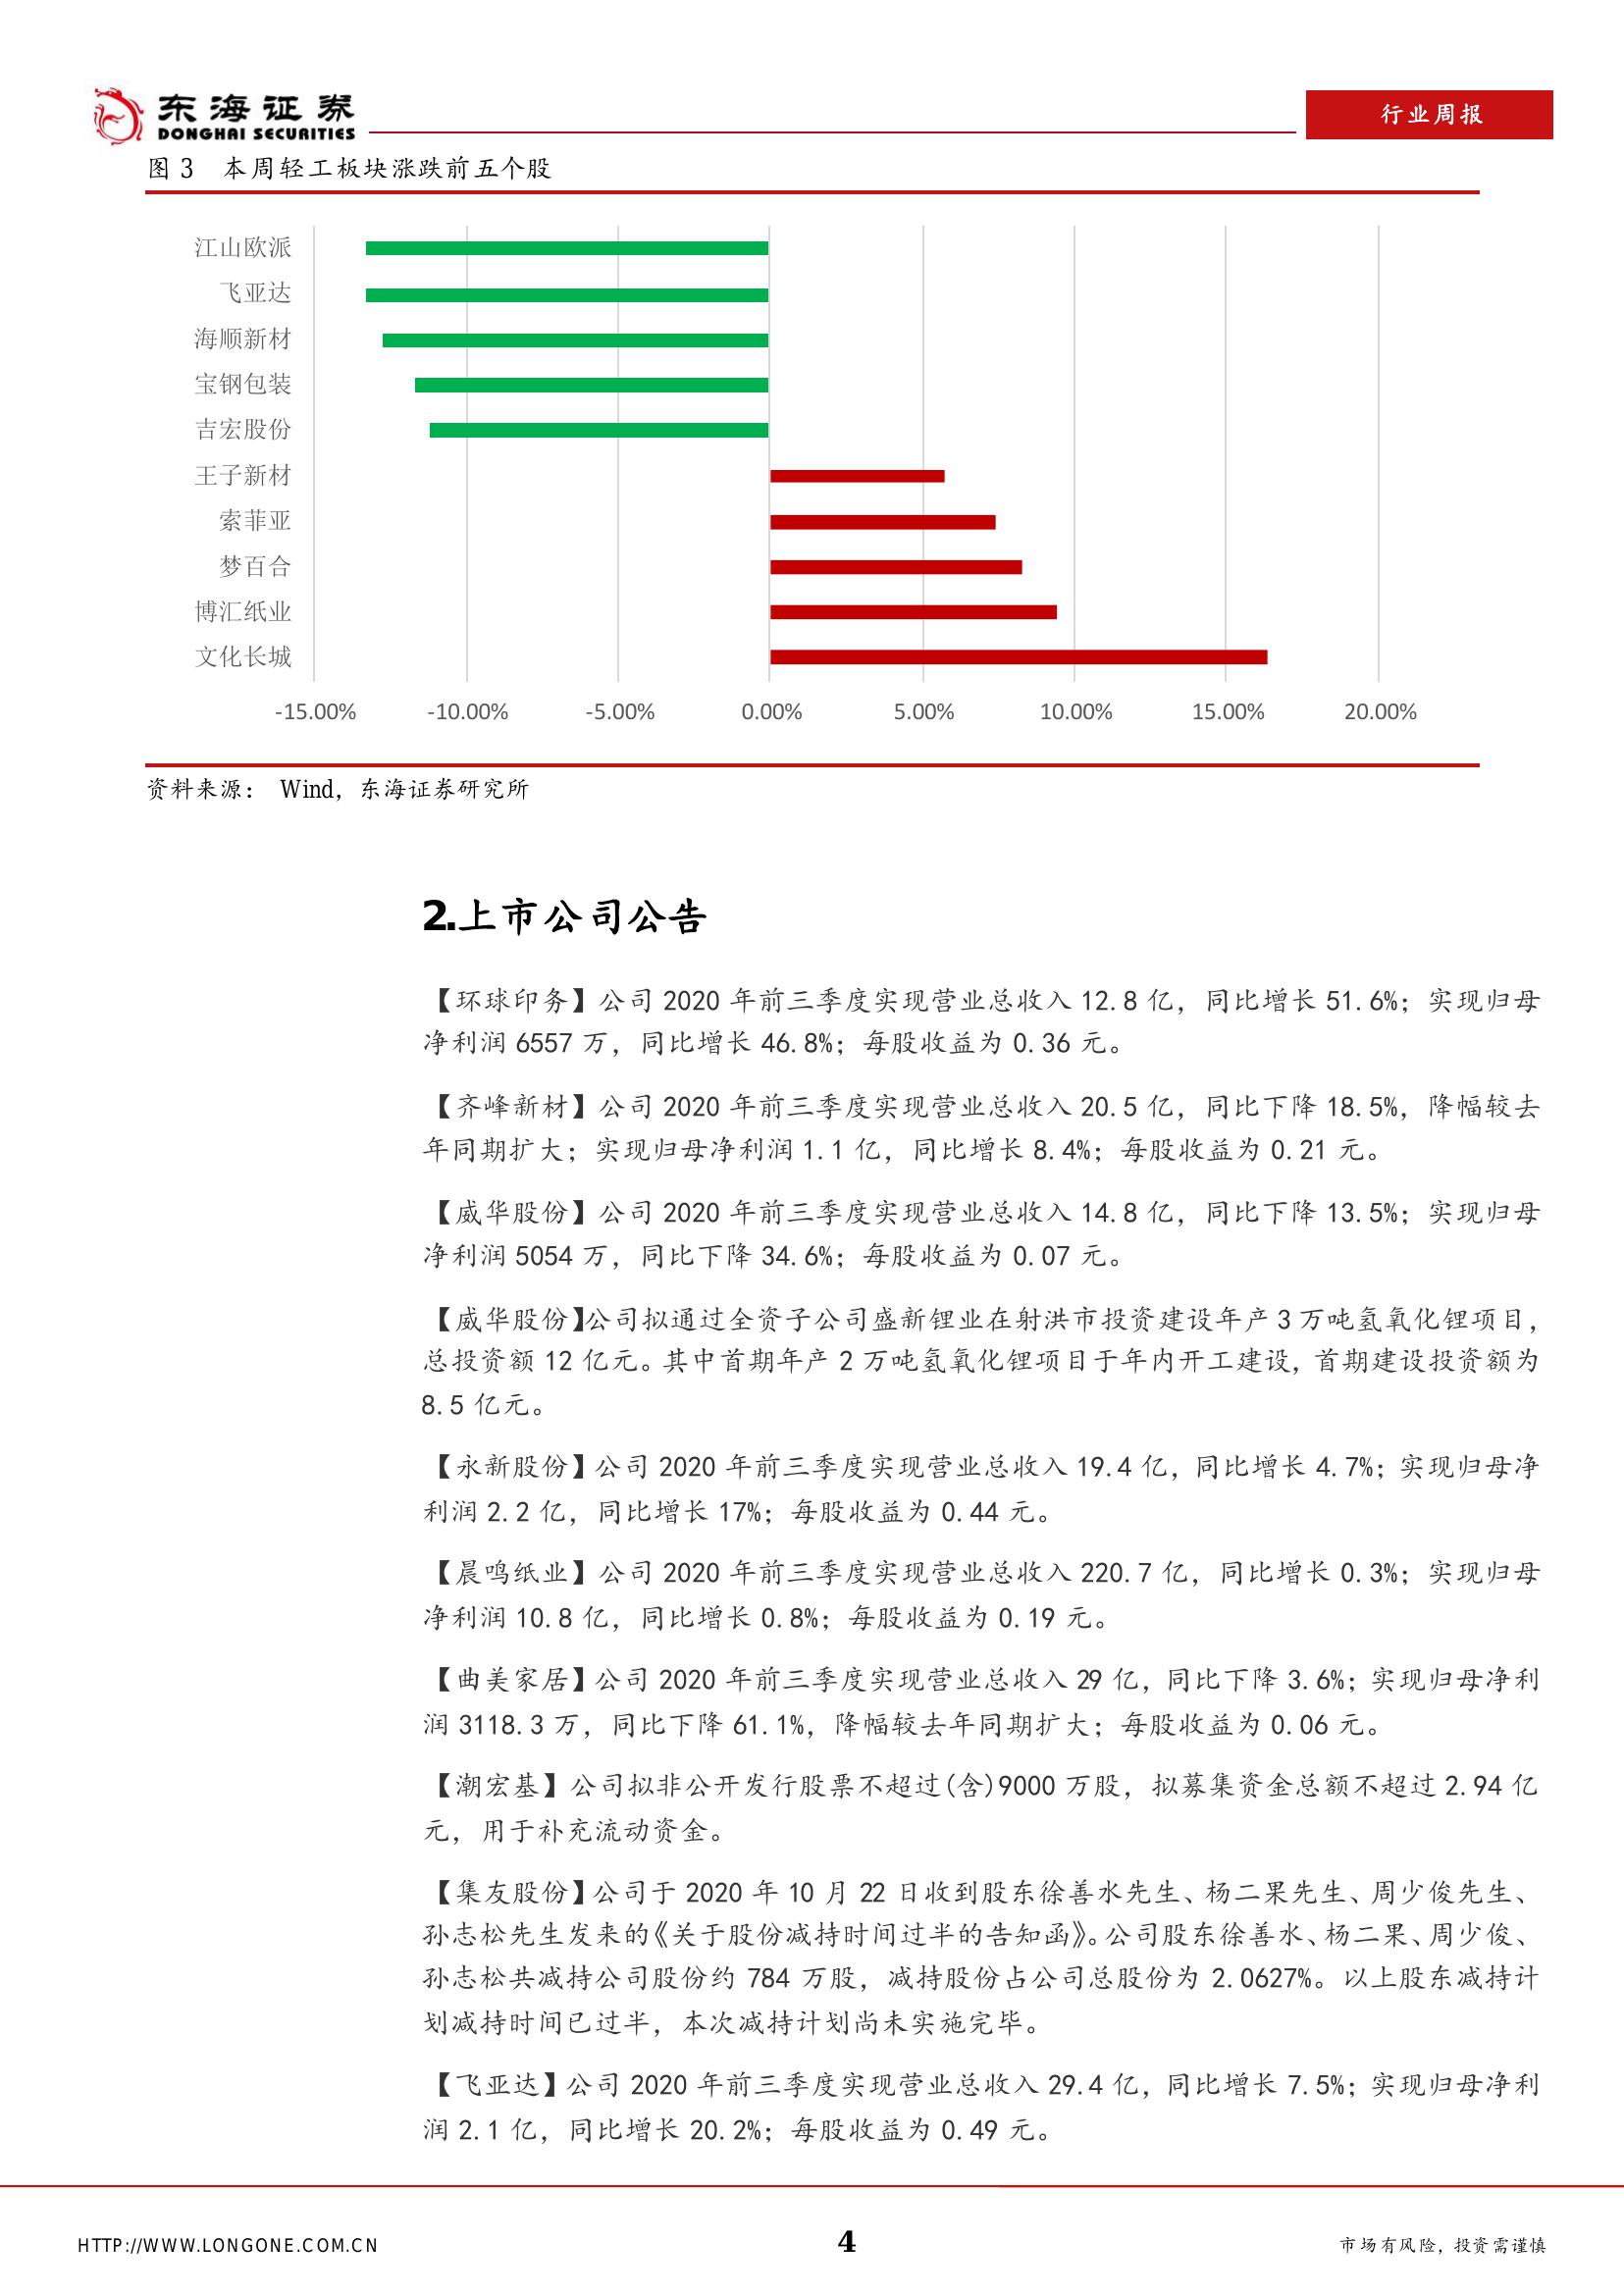 东海证券
DONGHAI SECURITIES
行业周报
图 3 本周轻工板块涨跌前五个股
江山欧派
飞亚达
海顺新材
宝钢包装
吉宏股份
王子新材
索菲亚
梦百合
博汇纸业
文化长城
-15.00% -10.00% -5.00% 0.00% 5.00% 10.00% 15.00% 20.00%
资料来源： Wind，东海证券研究所
2.上市公司公告
【环球印务】公司 2020 年前三季度实现营业总收入 12.8 亿，同比增长 51.6%；实现归母
净利润 6557 万，同比增长 46.8%；每股收益为 0.36 元。
【齐峰新材】公司 2020 年前三季度实现营业总收入 20.5 亿，同比下降 18.5%，降幅较去
年同期扩大；实现归母净利润 1.1 亿，同比增长 8.4%；每股收益为 0.21 元。
【威华股份】公司 2020 年前三季度实现营业总收入 14.8 亿，同比下降 13.5%；实现归母
净利润 5054 万，同比下降 34.6%；每股收益为 0.07 元。
【威华股份】公司拟通过全资子公司盛新锂业在射洪市投资建设年产 3 万吨氢氧化锂项目，
总投资额 12 亿元。其中首期年产 2 万吨氢氧化锂项目于年内开工建设，首期建设投资额为
8.5 亿元。
【永新股份】公司 2020 年前三季度实现营业总收入 19.4 亿，同比增长 4.7%；实现归母净
利润 2.2 亿，同比增长 17%；每股收益为 0.44 元。
【晨鸣纸业】公司 2020 年前三季度实现营业总收入 220.7 亿，同比增长 0.3%；实现归母
净利润 10.8 亿，同比增长 0.8%；每股收益为 0.19 元。
【曲美家居】公司 2020 年前三季度实现营业总收入 29 亿，同比下降 3.6%；实现归母净利
润 3118.3 万，同比下降 61.1%，降幅较去年同期扩大；每股收益为 0.06 元。
【潮宏基】公司拟非公开发行股票不超过(含)9000 万股，拟募集资金总额不超过 2.94 亿
元，用于补充流动资金。
【集友股份】公司于 2020 年 10 月 22 日收到股东徐善水先生、杨二果先生、周少俊先生、
孙志松先生发来的《关于股份减持时间过半的告知函》。公司股东徐善水、杨二果、周少俊、
孙志松共减持公司股份约 784 万股，减持股份占公司总股份为 2.0627%。以上股东减持计
划减持时间已过半，本次减持计划尚未实施完毕。
【飞亚达】公司 2020 年前三季度实现营业总收入 29.4 亿，同比增长 7.5%；实现归母净利
润 2.1 亿，同比增长 20.2%；每股收益为 0.49 元。
HTTP://WWW.LONGONE.COM.CN
4
市场有风险，投资需谨慎